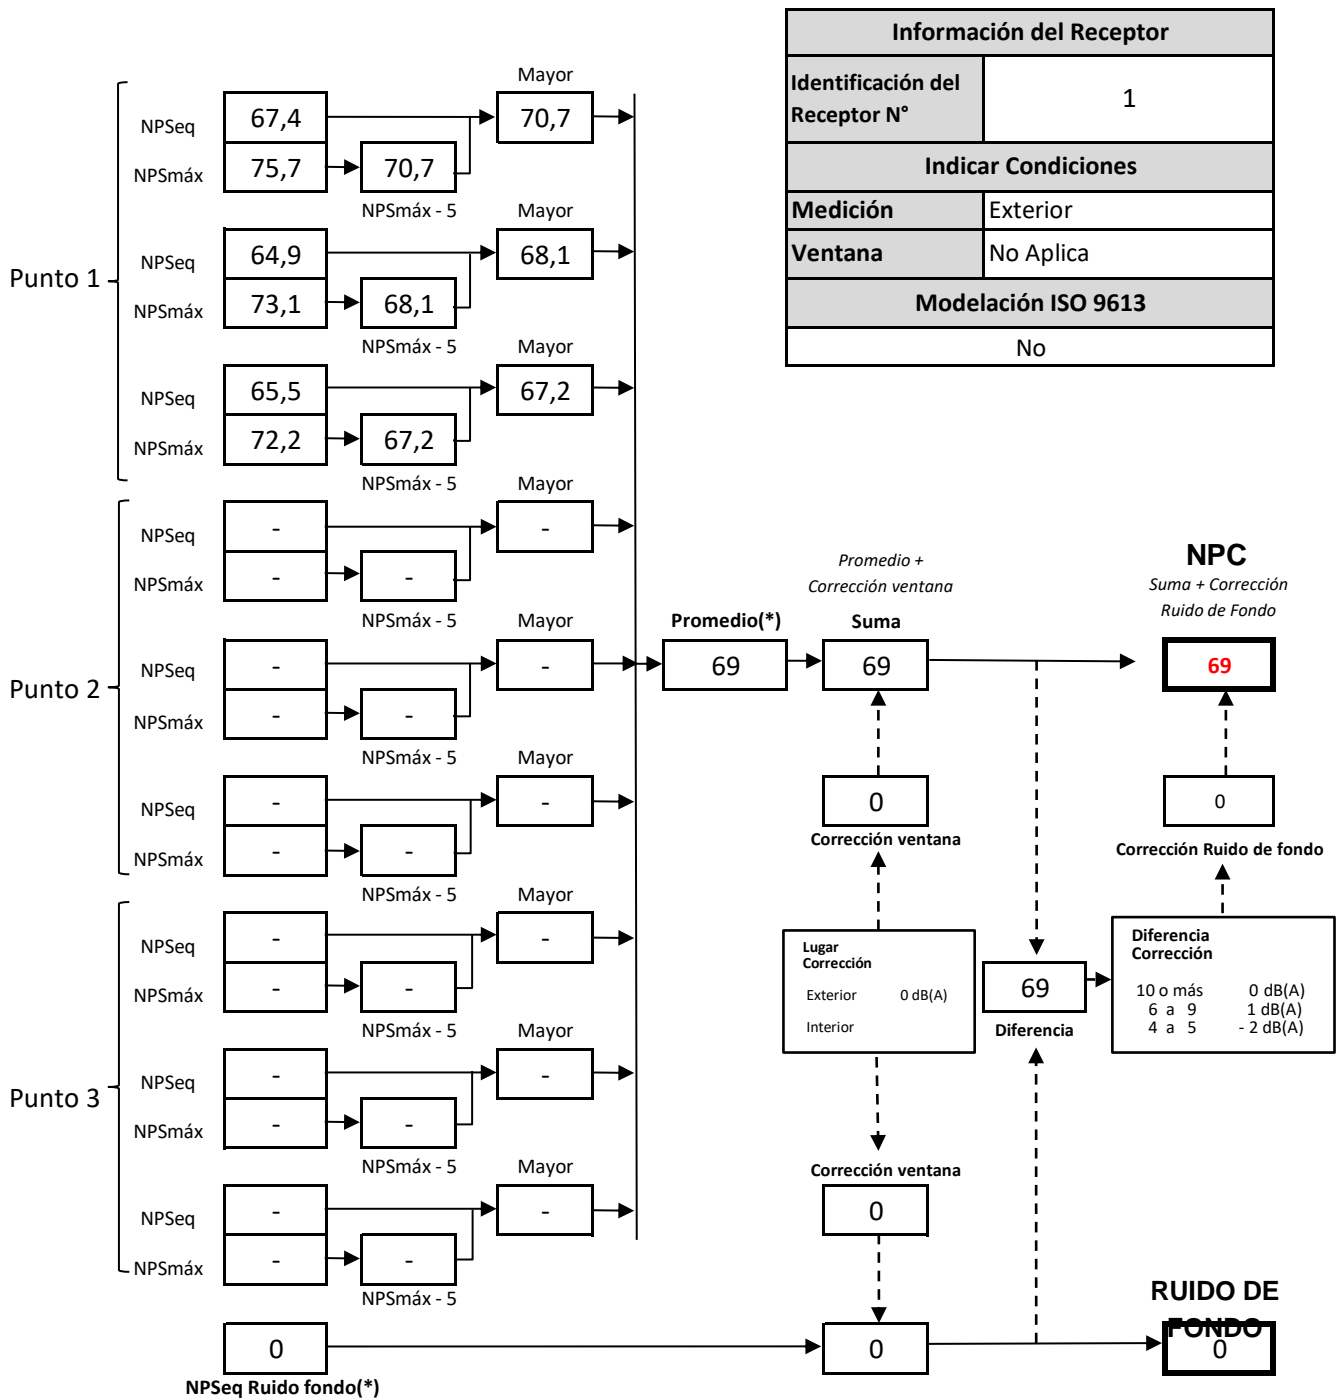 Información del Receptor
Identificación del Receptor N°
1
Indicar Condiciones
Medición Exterior
Ventana No Aplica
Modelación ISO 9613
No
Punto 1
Mayor
NPSeq 67,4 70,7
NPSmáx 75,7 70,7
NPSmáx - 5
Mayor
NPSeq 64,9 68,1
NPSmáx 73,1 68,1
NPSmáx - 5
Mayor
NPSeq 65,5 67,2
NPSmáx 72,2 67,2
NPSmáx - 5
Punto 2
Mayor
NPSeq - -
NPSmáx - -
NPSmáx - 5
Mayor
NPSeq - -
NPSmáx - -
NPSmáx - 5
Mayor
NPSeq - -
NPSmáx - -
NPSmáx - 5
Punto 3
Mayor
NPSeq - -
NPSmáx - -
NPSmáx - 5
Mayor
NPSeq - -
NPSmáx - -
NPSmáx - 5
Mayor
NPSeq - -
NPSmáx - -
NPSmáx - 5
0
NPSeq Ruido fondo(*)
Promedio(*)
69
Promedio +
Corrección ventana
Suma
69
0
Corrección ventana
Lugar
Corrección
Exterior 0 dB(A)
Interior
Corrección ventana
0
0
69
Diferencia
NPC
Suma + Corrección
Ruido de Fondo
69
0
Corrección Ruido de fondo
Diferencia
Corrección
10 o más 0 dB(A)
6 a 9 1 dB(A)
4 a 5 - 2 dB(A)
RUIDO DE
FONDO
0